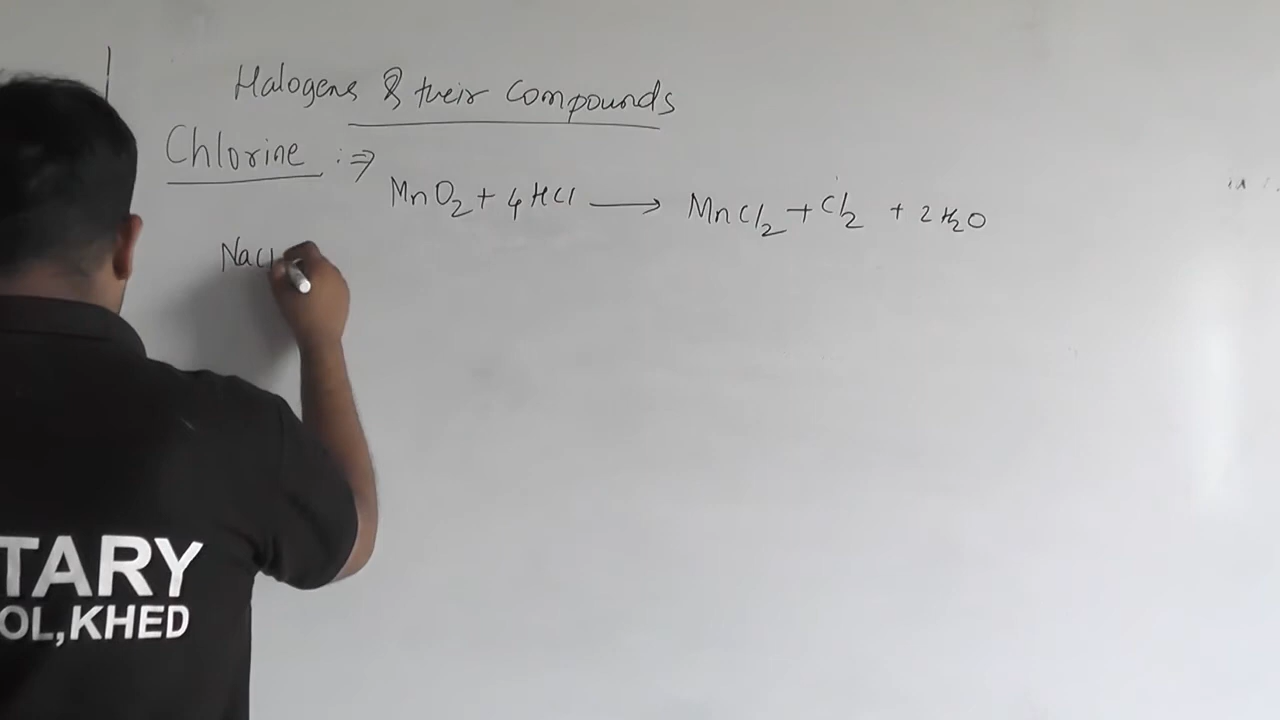 Halogens & their compounds
Chlorine :⇒
MnO₂ + 4HCl ⟶ MnCl₂ + Cl₂ + 2H₂O
NaCl
TARY
OL,KHED